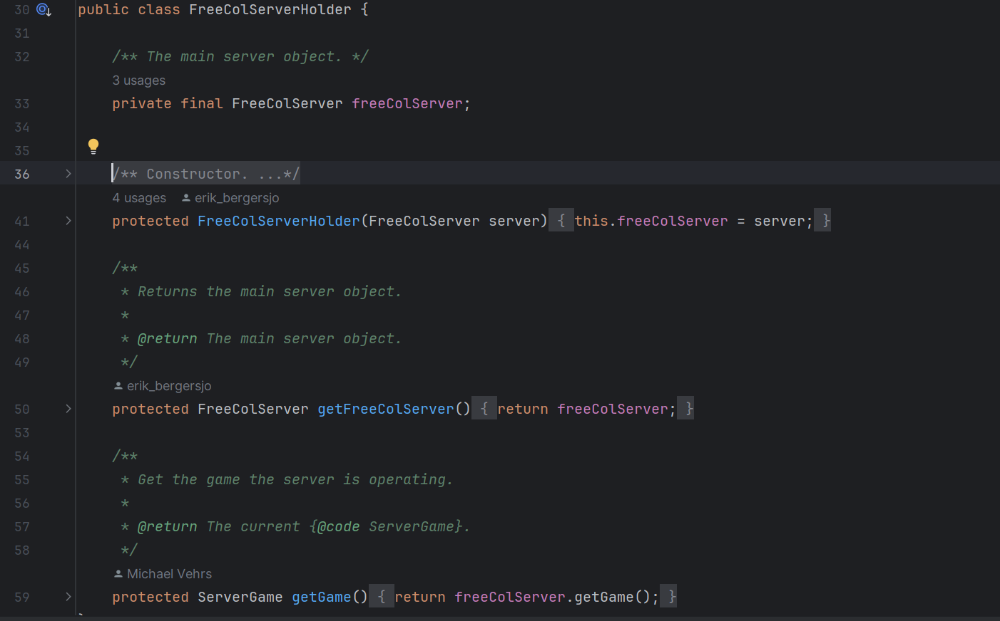 30 public class FreeColServerHolder {
31
32 /** The main server object. */
3 usages
33 private final FreeColServer freeColServer;
34
35
36 /** Constructor. ...*/
4 usages erik_bergersjo
41 protected FreeColServerHolder(FreeColServer server) { this.freeColServer = server; }
44
45 /**
46 * Returns the main server object.
47 *
48 * @return The main server object.
49 */
erik_bergersjo
50 protected FreeColServer getFreeColServer() { return freeColServer; }
53
54 /**
55 * Get the game the server is operating.
56 *
57 * @return The current {@code ServerGame}.
58 */
Michael Vehrs
59 protected ServerGame getGame() { return freeColServer.getGame(); }